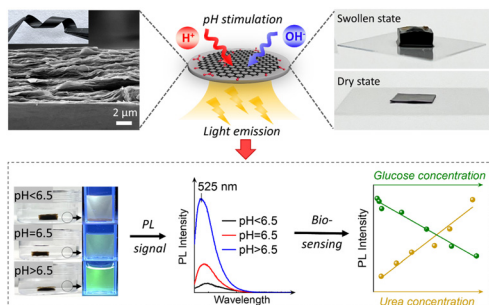 pH stimulation
H⁺
OH⁻
2 μm
Light emission
Swollen state
Dry state
pH<6.5
pH=6.5
pH>6.5
PL
signal
525 nm
PL Intensity
pH<6.5
pH=6.5
pH>6.5
Wavelength
Bio-
sensing
Glucose concentration
PL Intensity
Urea concentration